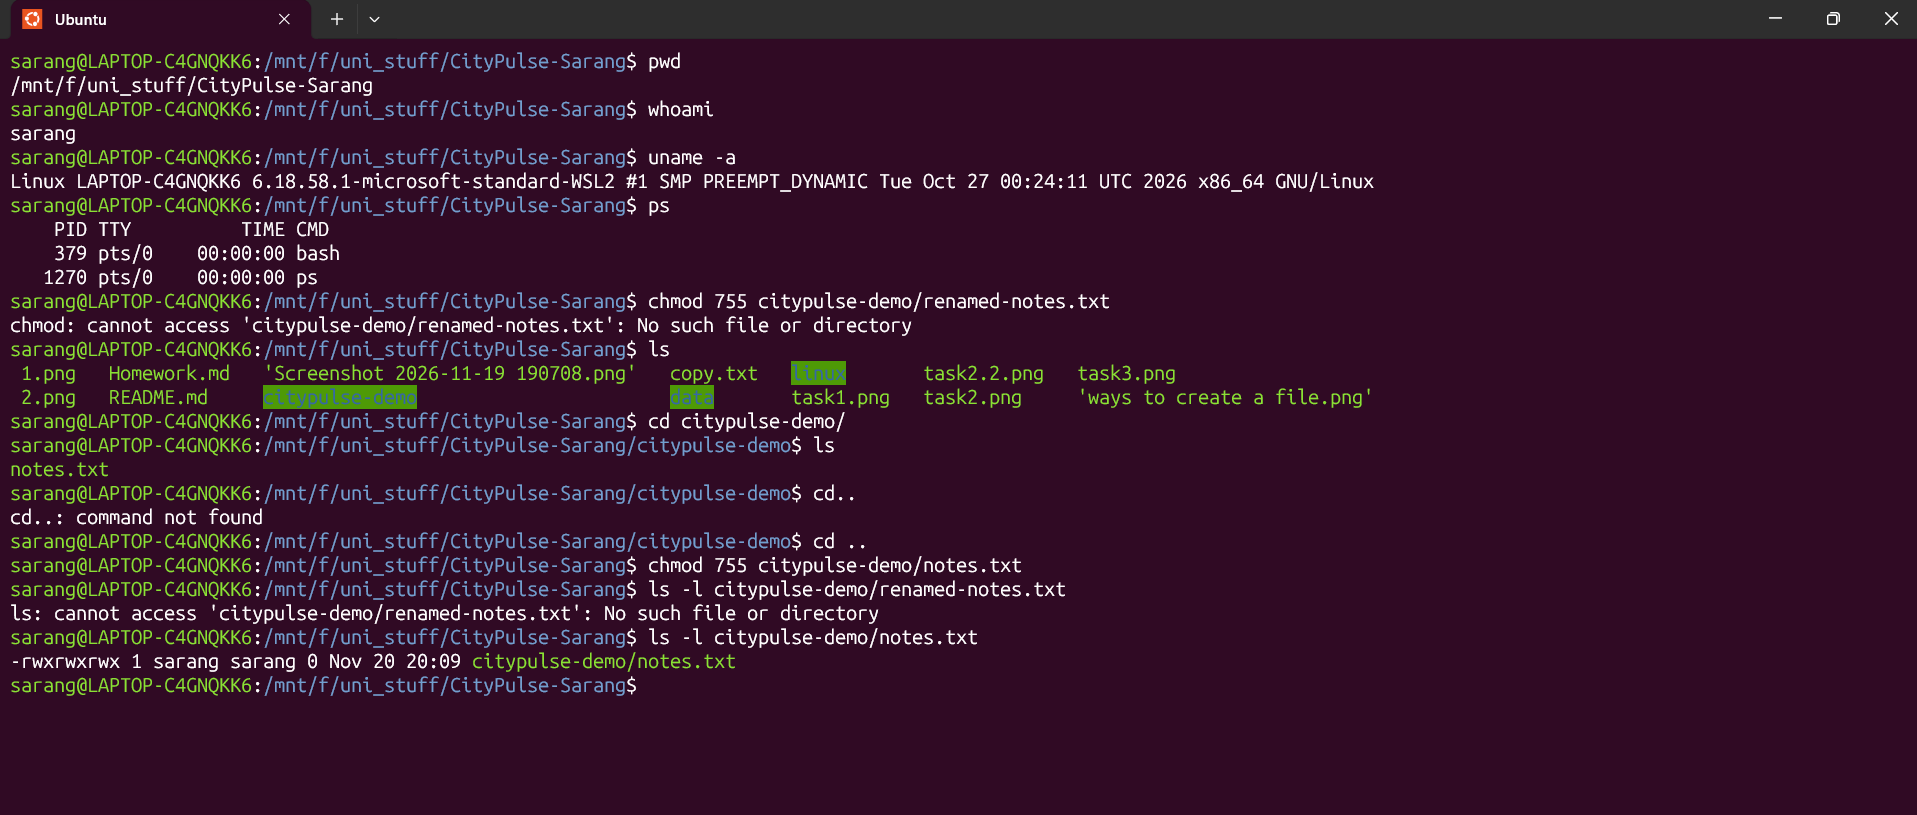 Ubuntu
sarang@LAPTOP-C4GNQKK6:/mnt/f/uni_stuff/CityPulse-Sarang$ pwd
/mnt/f/uni_stuff/CityPulse-Sarang
sarang@LAPTOP-C4GNQKK6:/mnt/f/uni_stuff/CityPulse-Sarang$ whoami
sarang
sarang@LAPTOP-C4GNQKK6:/mnt/f/uni_stuff/CityPulse-Sarang$ uname -a
Linux LAPTOP-C4GNQKK6 6.18.58.1-microsoft-standard-WSL2 #1 SMP PREEMPT_DYNAMIC Tue Oct 27 00:24:11 UTC 2026 x86_64 GNU/Linux
sarang@LAPTOP-C4GNQKK6:/mnt/f/uni_stuff/CityPulse-Sarang$ ps
    PID TTY          TIME CMD
    379 pts/0    00:00:00 bash
   1270 pts/0    00:00:00 ps
sarang@LAPTOP-C4GNQKK6:/mnt/f/uni_stuff/CityPulse-Sarang$ chmod 755 citypulse-demo/renamed-notes.txt
chmod: cannot access 'citypulse-demo/renamed-notes.txt': No such file or directory
sarang@LAPTOP-C4GNQKK6:/mnt/f/uni_stuff/CityPulse-Sarang$ ls
 1.png   Homework.md   'Screenshot 2026-11-19 190708.png'   copy.txt   linux       task2.2.png   task3.png
 2.png   README.md     citypulse-demo                       data       task1.png   task2.png     'ways to create a file.png'
sarang@LAPTOP-C4GNQKK6:/mnt/f/uni_stuff/CityPulse-Sarang$ cd citypulse-demo/
sarang@LAPTOP-C4GNQKK6:/mnt/f/uni_stuff/CityPulse-Sarang/citypulse-demo$ ls
notes.txt
sarang@LAPTOP-C4GNQKK6:/mnt/f/uni_stuff/CityPulse-Sarang/citypulse-demo$ cd..
cd..: command not found
sarang@LAPTOP-C4GNQKK6:/mnt/f/uni_stuff/CityPulse-Sarang/citypulse-demo$ cd ..
sarang@LAPTOP-C4GNQKK6:/mnt/f/uni_stuff/CityPulse-Sarang$ chmod 755 citypulse-demo/notes.txt
sarang@LAPTOP-C4GNQKK6:/mnt/f/uni_stuff/CityPulse-Sarang$ ls -l citypulse-demo/renamed-notes.txt
ls: cannot access 'citypulse-demo/renamed-notes.txt': No such file or directory
sarang@LAPTOP-C4GNQKK6:/mnt/f/uni_stuff/CityPulse-Sarang$ ls -l citypulse-demo/notes.txt
-rwxrwxrwx 1 sarang sarang 0 Nov 20 20:09 citypulse-demo/notes.txt
sarang@LAPTOP-C4GNQKK6:/mnt/f/uni_stuff/CityPulse-Sarang$